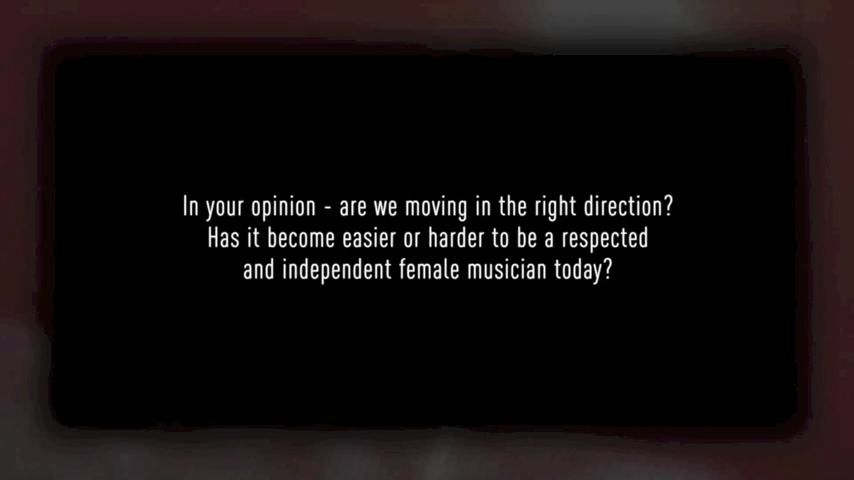 In your opinion - are we moving in the right direction?
Has it become easier or harder to be a respected
and independent female musician today?